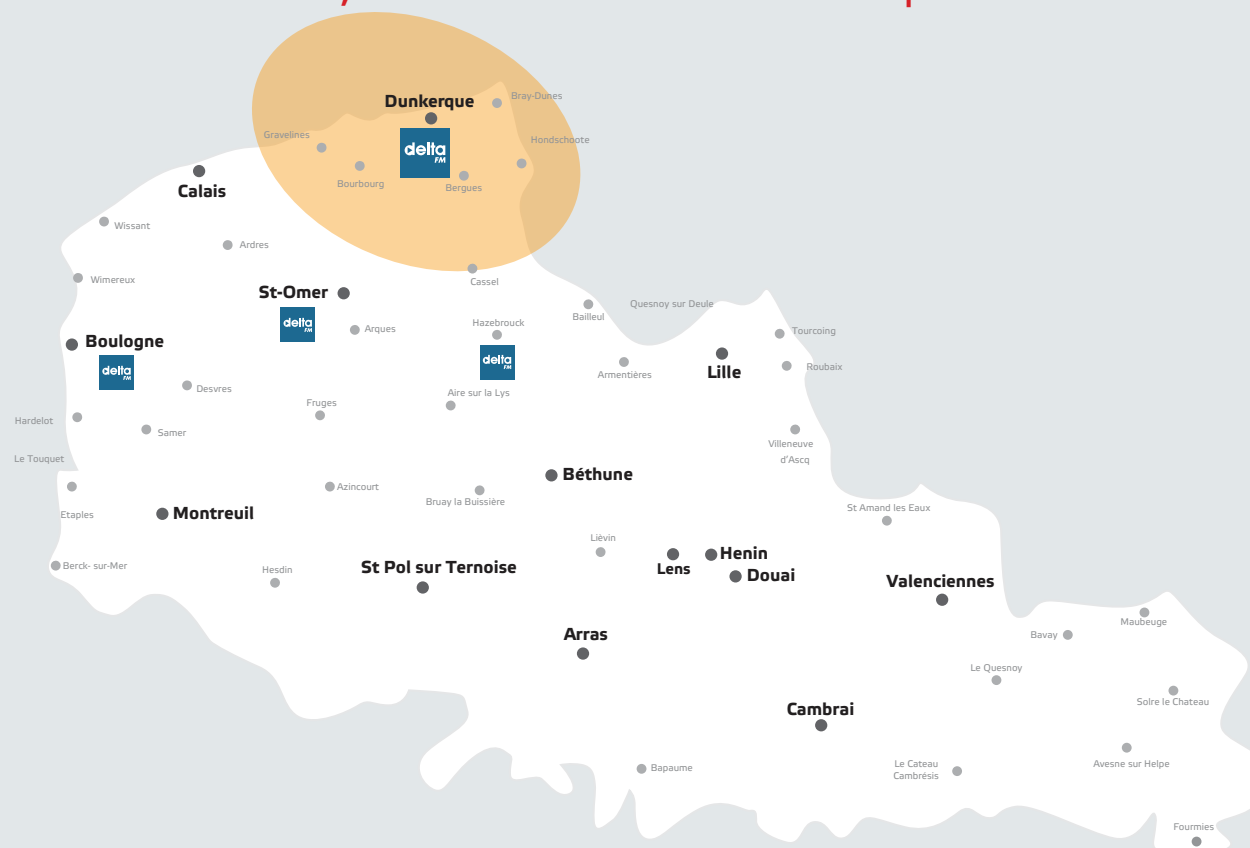 Dunkerque
Bray-Dunes
Gravelines
Hondschoote
delta
FM
Bourbourg
Bergues
Calais
Wissant
Ardres
Wimereux
Cassel
St-Omer
delta
FM
Arques
Bailleul
Quesnoy sur Deule
Hazebrouck
delta
FM
Tourcoing
Boulogne
delta
FM
Armentières
Lille
Roubaix
Desvres
Aire sur la Lys
Fruges
Hardelot
Samer
Villeneuve
d'Ascq
Le Touquet
Béthune
Azincourt
Bruay la Buissière
Etaples
Montreuil
St Amand les Eaux
Liévin
Berck- sur-Mer
Hesdin
St Pol sur Ternoise
Lens
Henin
Douai
Valenciennes
Arras
Maubeuge
Bavay
Le Quesnoy
Solre le Chateau
Cambrai
Bapaume
Le Cateau
Cambrésis
Avesne sur Helpe
Fourmies